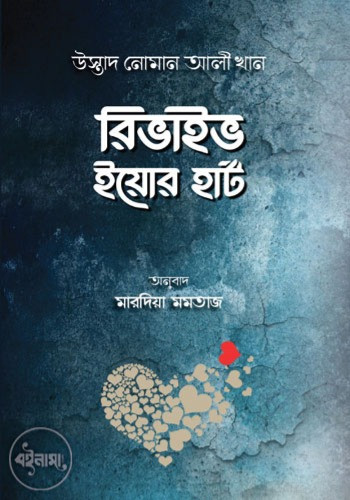 উস্তাদ নোমান আলী খান
রিভাইভ
ইয়োর হার্ট
অনুবাদ
মারদিয়া মমতাজ
বইনামা